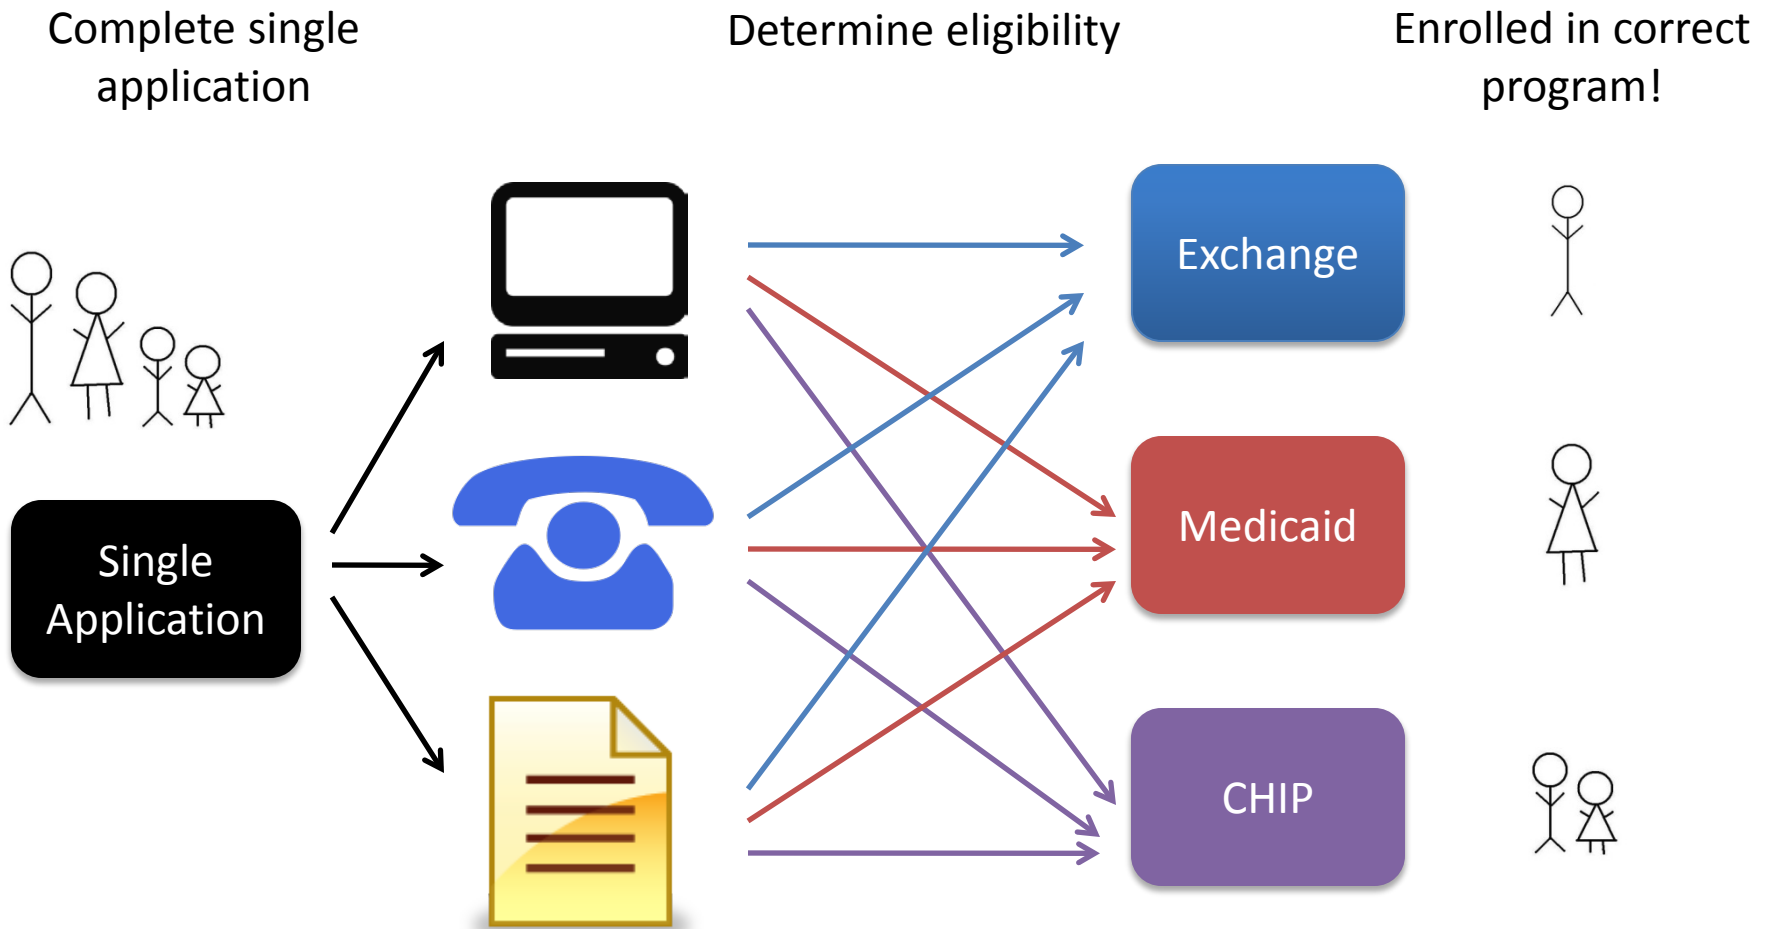 Complete single
application
Determine eligibility
Enrolled in correct
program!
Single
Application
Exchange
Medicaid
CHIP